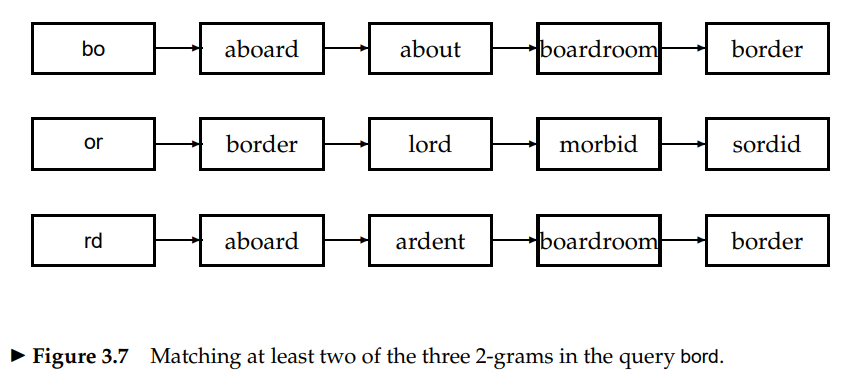 bo aboard about boardroom border
or border lord morbid sordid
rd aboard ardent boardroom border
► Figure 3.7 Matching at least two of the three 2-grams in the query bord.